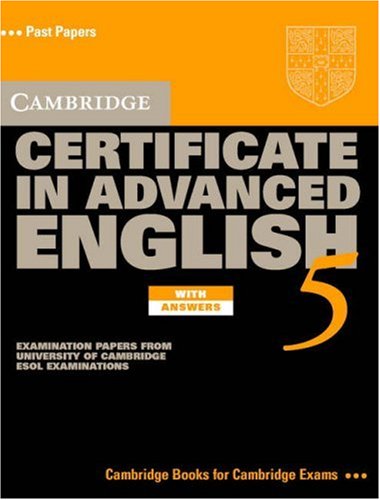 ••• Past Papers
CAMBRIDGE
CERTIFICATE
IN ADVANCED
ENGLISH
5
WITH
ANSWERS
EXAMINATION PAPERS FROM
UNIVERSITY OF CAMBRIDGE
ESOL EXAMINATIONS
Cambridge Books for Cambridge Exams •••